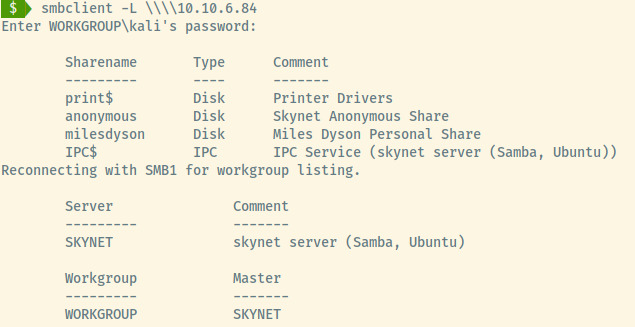 $ smbclient -L \\\\10.10.6.84
Enter WORKGROUP\kali's password:
Sharename Type Comment
--------- ---- -------
print$ Disk Printer Drivers
anonymous Disk Skynet Anonymous Share
milesdyson Disk Miles Dyson Personal Share
IPC$ IPC IPC Service (skynet server (Samba, Ubuntu))
Reconnecting with SMB1 for workgroup listing.
Server Comment
--------- -------
SKYNET skynet server (Samba, Ubuntu)
Workgroup Master
--------- -------
WORKGROUP SKYNET